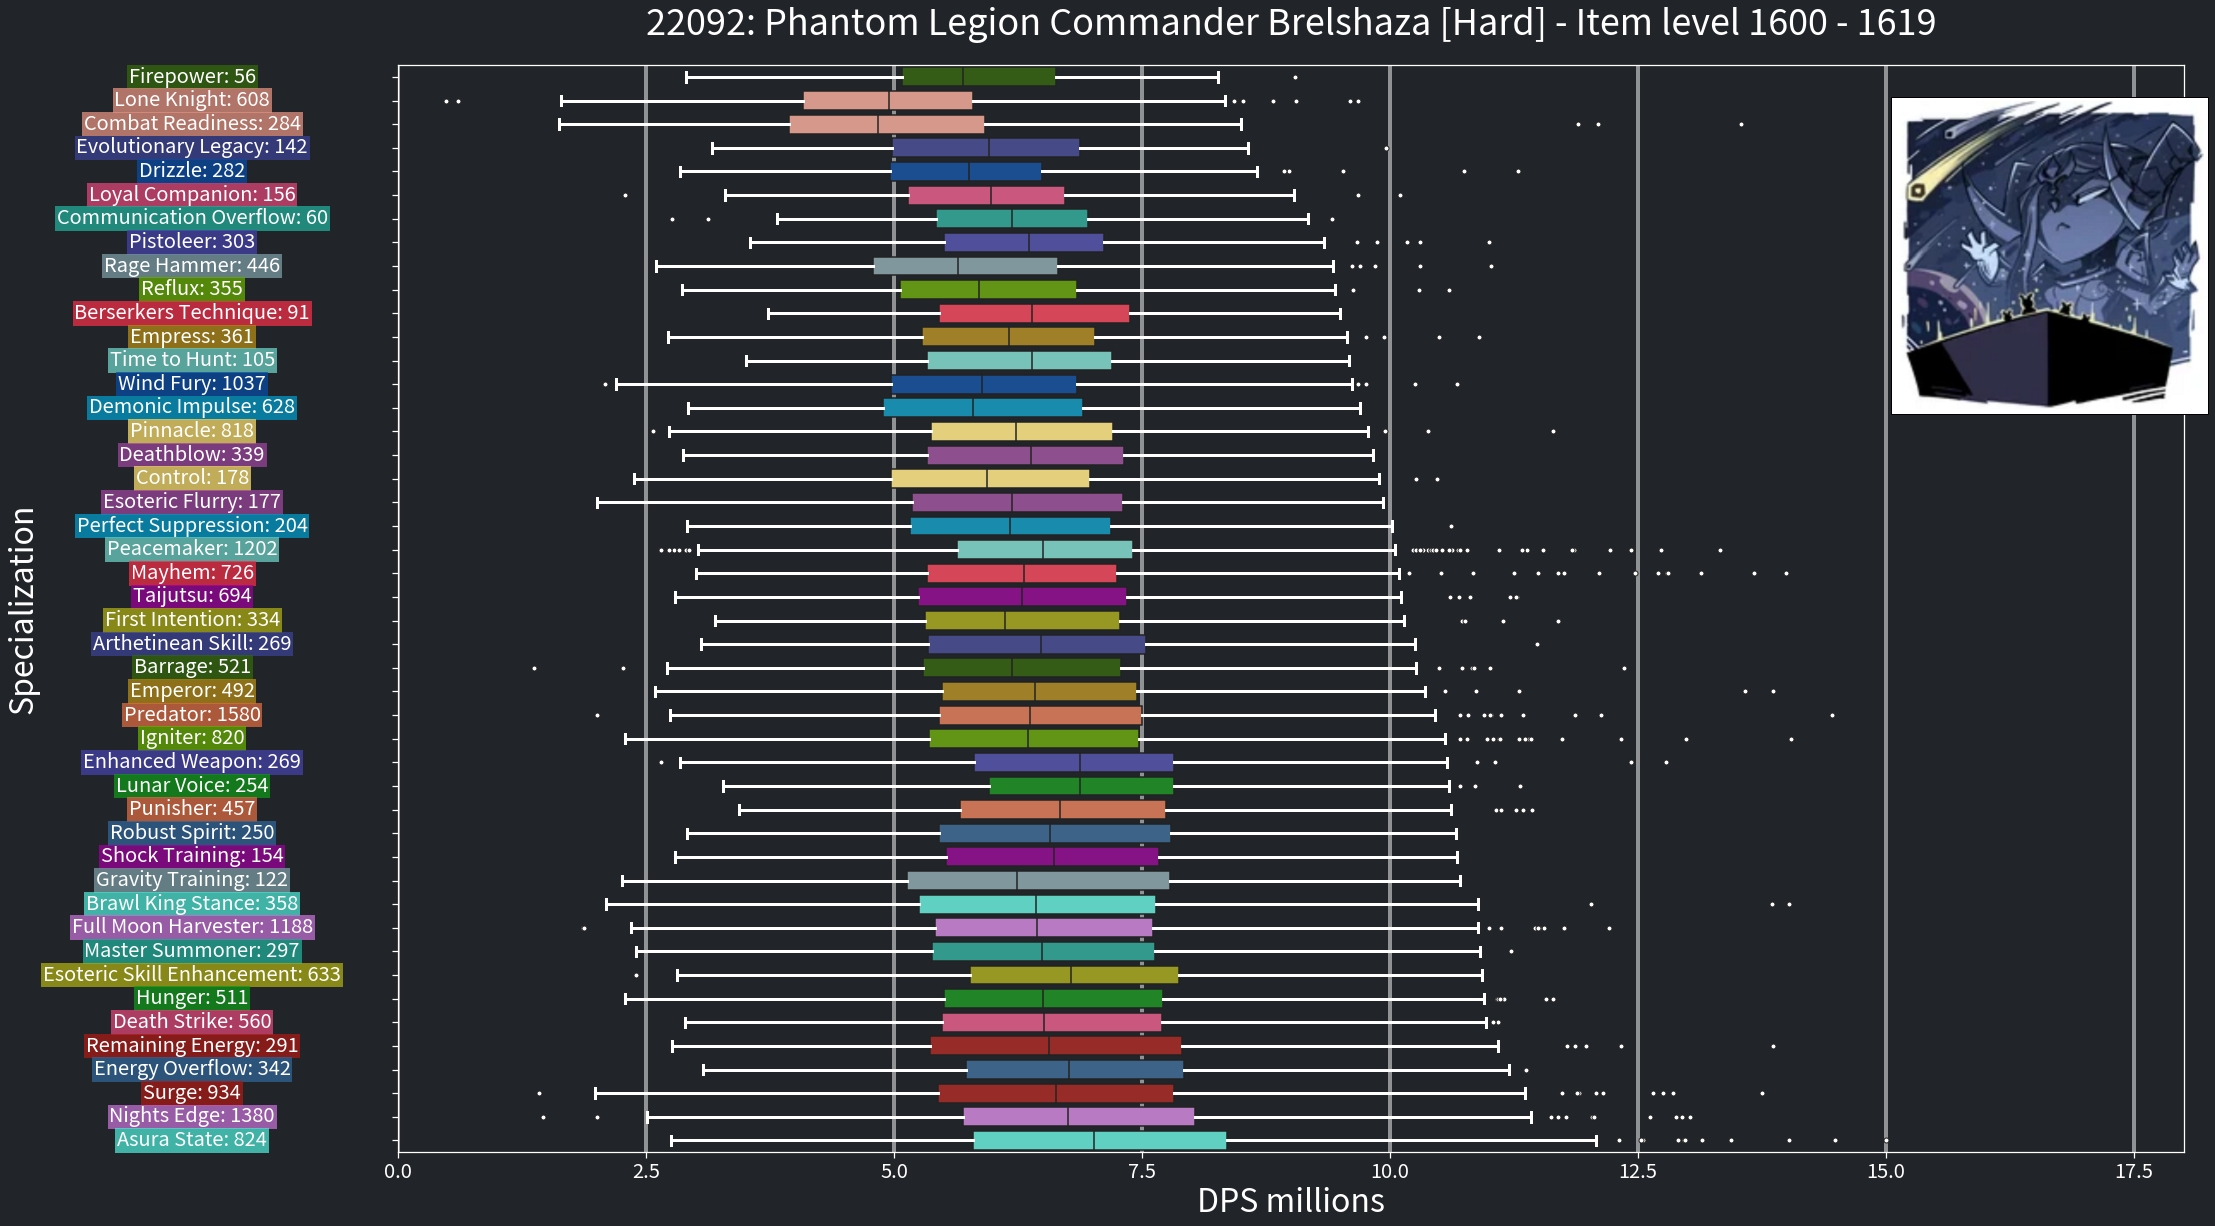 22092: Phantom Legion Commander Brelshaza [Hard] - Item level 1600 - 1619
Specialization
Firepower: 56
Lone Knight: 608
Combat Readiness: 284
Evolutionary Legacy: 142
Drizzle: 282
Loyal Companion: 156
Communication Overflow: 60
Pistoleer: 303
Rage Hammer: 446
Reflux: 355
Berserkers Technique: 91
Empress: 361
Time to Hunt: 105
Wind Fury: 1037
Demonic Impulse: 628
Pinnacle: 818
Deathblow: 339
Control: 178
Esoteric Flurry: 177
Perfect Suppression: 204
Peacemaker: 1202
Mayhem: 726
Taijutsu: 694
First Intention: 334
Arthetinean Skill: 269
Barrage: 521
Emperor: 492
Predator: 1580
Igniter: 820
Enhanced Weapon: 269
Lunar Voice: 254
Punisher: 457
Robust Spirit: 250
Shock Training: 154
Gravity Training: 122
Brawl King Stance: 358
Full Moon Harvester: 1188
Master Summoner: 297
Esoteric Skill Enhancement: 633
Hunger: 511
Death Strike: 560
Remaining Energy: 291
Energy Overflow: 342
Surge: 934
Nights Edge: 1380
Asura State: 824
0.0 2.5 5.0 7.5 10.0 12.5 15.0 17.5
DPS millions